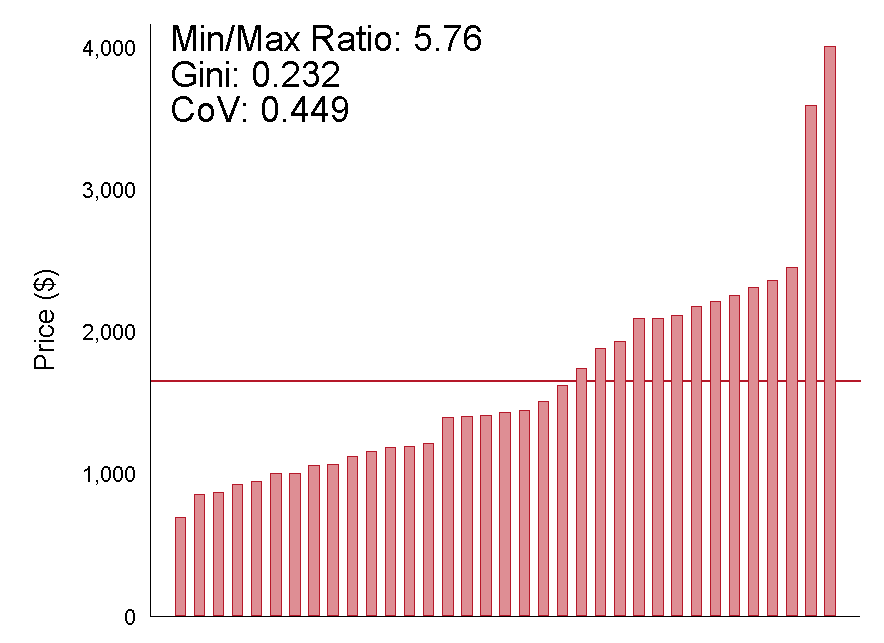 Min/Max Ratio: 5.76
Gini: 0.232
CoV: 0.449
4,000
3,000
2,000
1,000
0
Price ($)